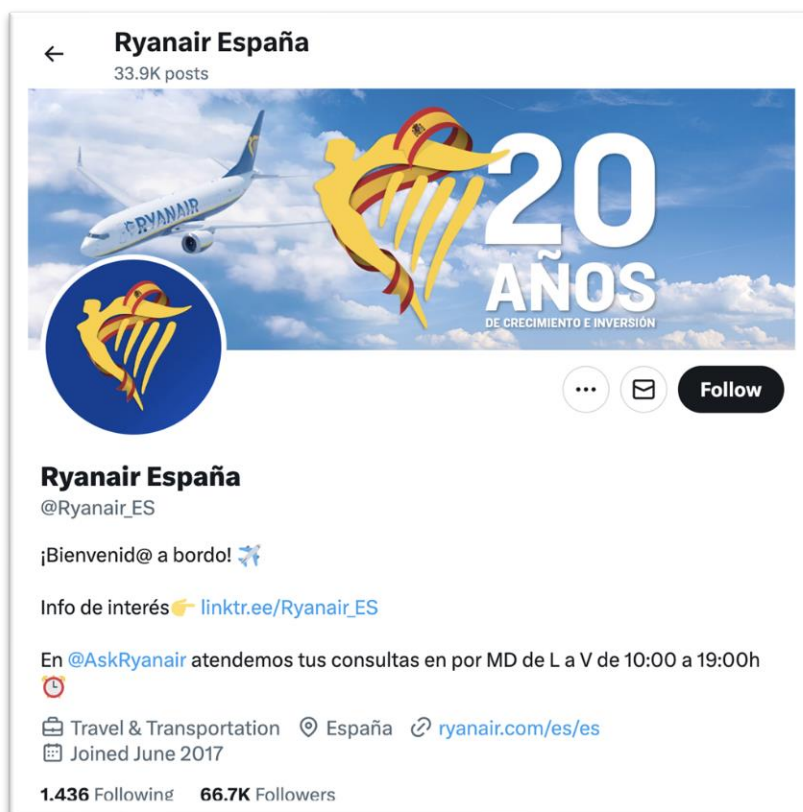 Ryanair España
33.9K posts
RYANAIR
20
AÑOS
DE CRECIMIENTO E INVERSIÓN
Follow
Ryanair España
@Ryanair_ES
¡Bienvenid@ a bordo! ✈️
Info de interés👉 linktr.ee/Ryanair_ES
En @AskRyanair atendemos tus consultas en por MD de L a V de 10:00 a 19:00h
⏰
Travel & Transportation España ryanair.com/es/es
Joined June 2017
1.436 Following 66.7K Followers